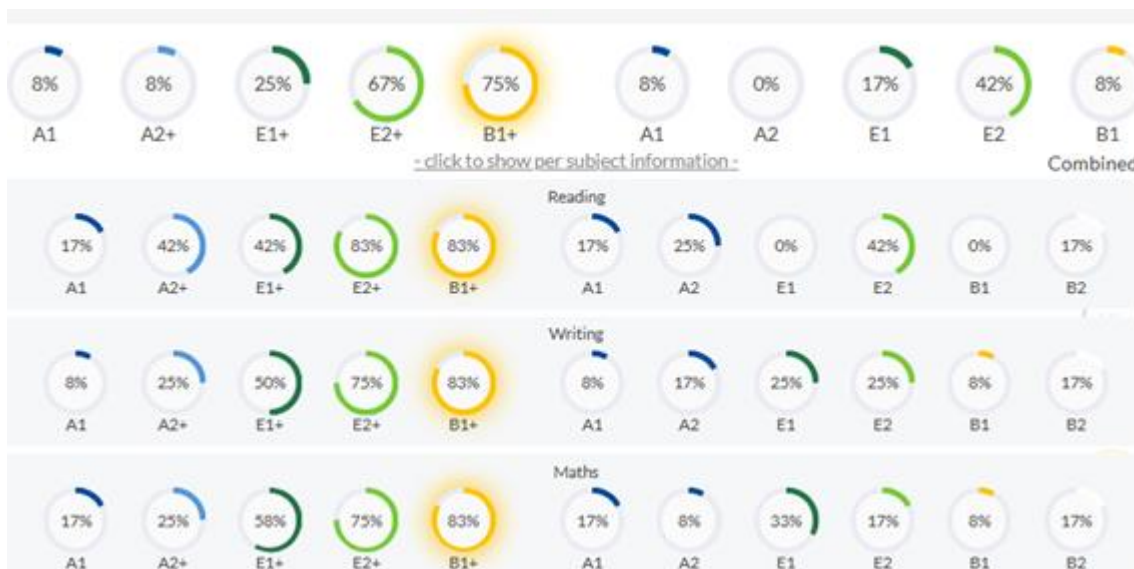 8% 8% 25% 67% 75% 8% 0% 17% 42% 8%
A1 A2+ E1+ E2+ B1+ A1 A2 E1 E2 B1
- click to show per subject information - Combined
Reading
17% 42% 42% 83% 83% 17% 25% 0% 42% 0% 17%
A1 A2+ E1+ E2+ B1+ A1 A2 E1 E2 B1 B2
Writing
8% 25% 50% 75% 83% 8% 17% 25% 25% 8% 17%
A1 A2+ E1+ E2+ B1+ A1 A2 E1 E2 B1 B2
Maths
17% 25% 58% 75% 83% 17% 8% 33% 17% 8% 17%
A1 A2+ E1+ E2+ B1+ A1 A2 E1 E2 B1 B2